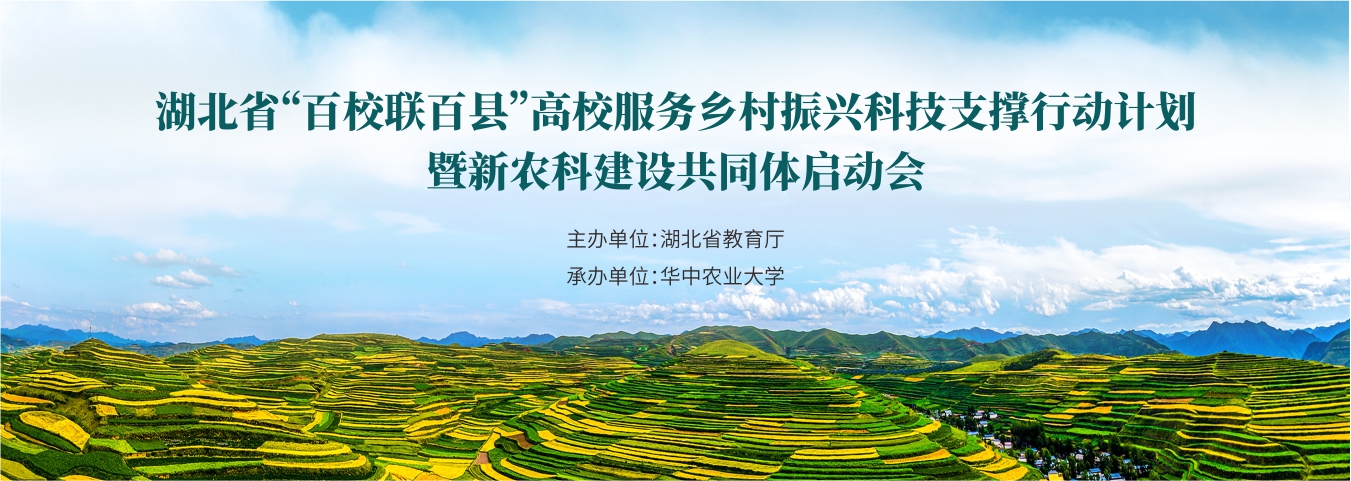 湖北省“百校联百县”高校服务乡村振兴科技支撑行动计划
暨新农科建设共同体启动会
主办单位:湖北省教育厅
承办单位:华中农业大学